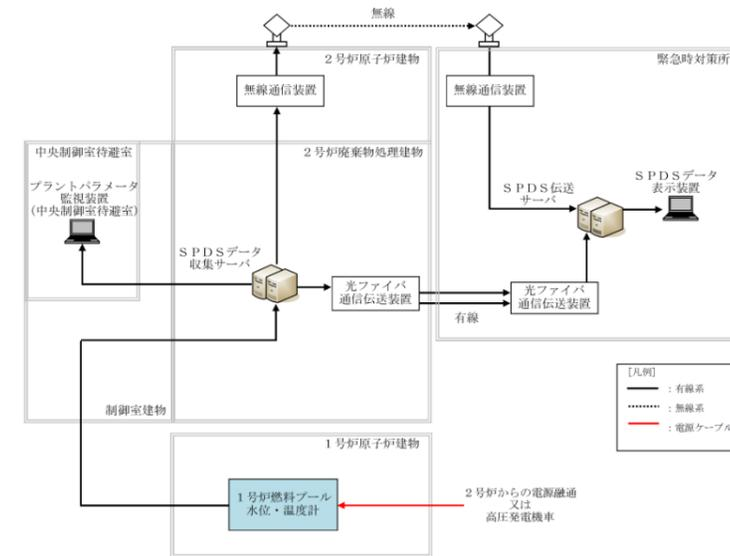 無線
２号炉原子炉建物
緊急時対策所
無線通信装置
無線通信装置
中央制御室待避室
２号炉廃棄物処理建物
プラントパラメータ
監視装置
(中央制御室待避室)
ＳＰＤＳ伝送
サーバ
ＳＰＤＳデータ
表示装置
ＳＰＤＳデータ
収集サーバ
光ファイバ
通信伝送装置
光ファイバ
通信伝送装置
有線
制御室建物
[凡例]
：有線系
：無線系
：電源ケーブル
１号炉原子炉建物
１号炉燃料プール
水位・温度計
２号炉からの電源融通
又は
高圧発電機車